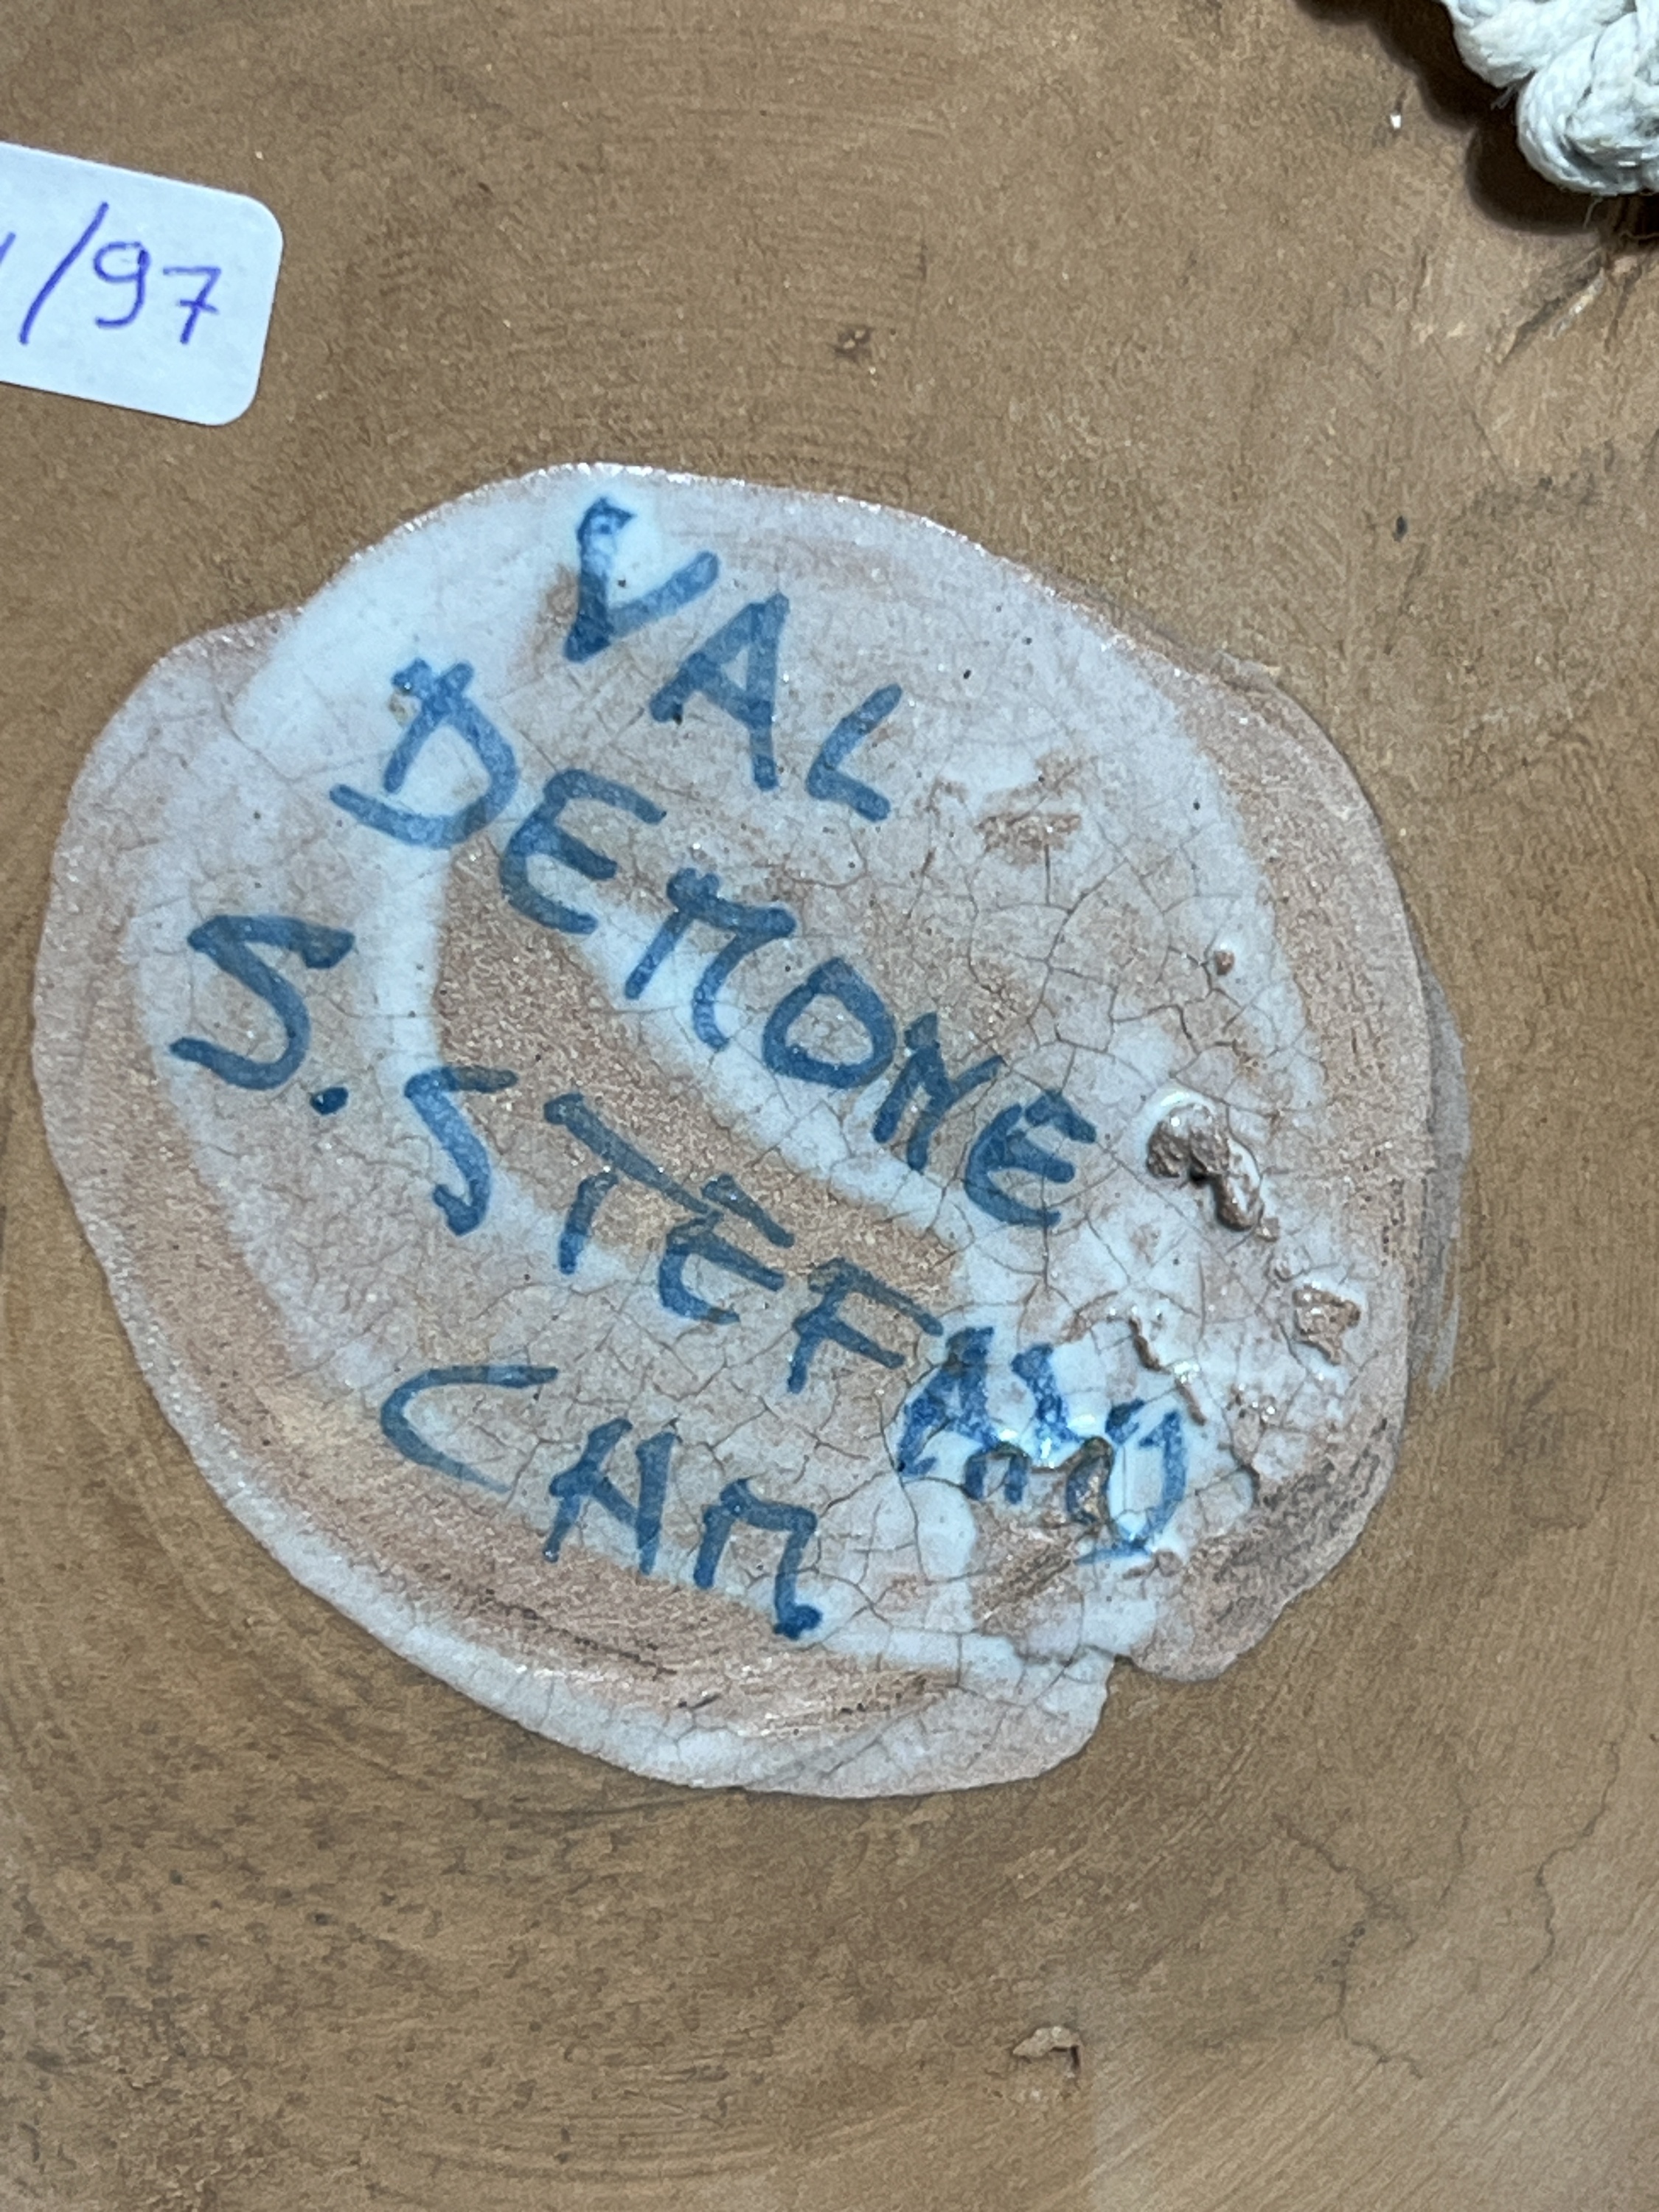 /97
VAL
DEMONE
S. STEFANO
CAM